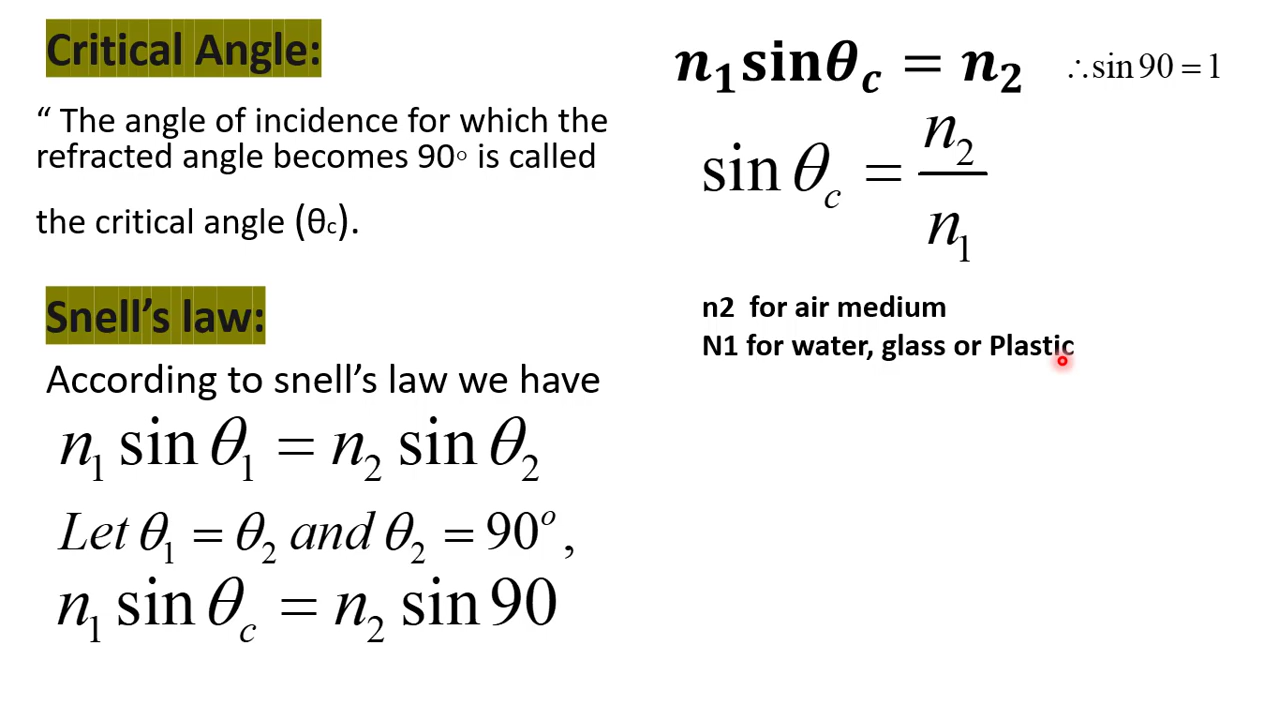 Critical Angle:
“ The angle of incidence for which the
refracted angle becomes 90° is called
the critical angle (θc).
Snell’s law:
According to snell’s law we have
n₁ sin θ₁ = n₂ sin θ₂
Let θ₁ = θ₂ and θ₂ = 90ᵒ,
n₁ sin θc = n₂ sin 90
n₁sinθc = n₂ ∴ sin 90 = 1
sin θc = n₂/n₁
n2 for air medium
N1 for water, glass or Plastic